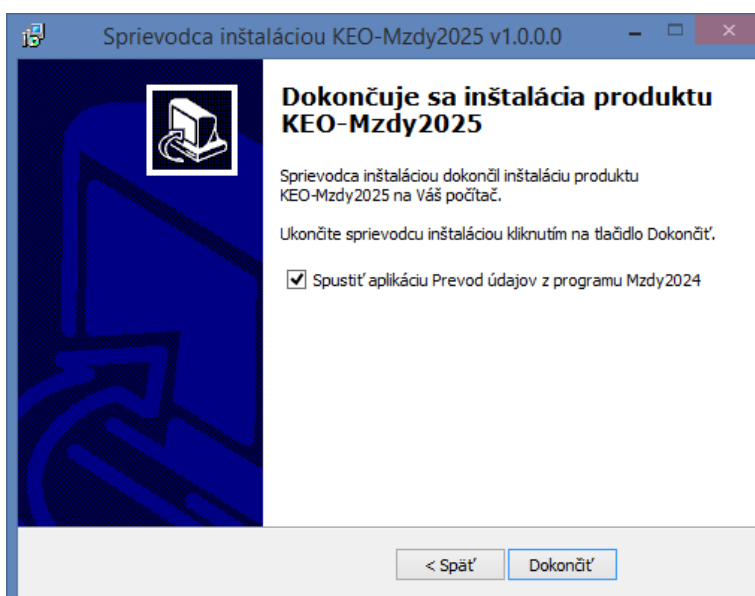 Sprievodca inštaláciou KEO-Mzdy2025 v1.0.0.0
Dokončuje sa inštalácia produktu
KEO-Mzdy2025
Sprievodca inštaláciou dokončil inštaláciu produktu
KEO-Mzdy2025 na Váš počítač.
Ukončite sprievodcu inštaláciou kliknutím na tlačidlo Dokončiť.
Spustiť aplikáciu Prevod údajov z programu Mzdy2024
< Späť
Dokončiť